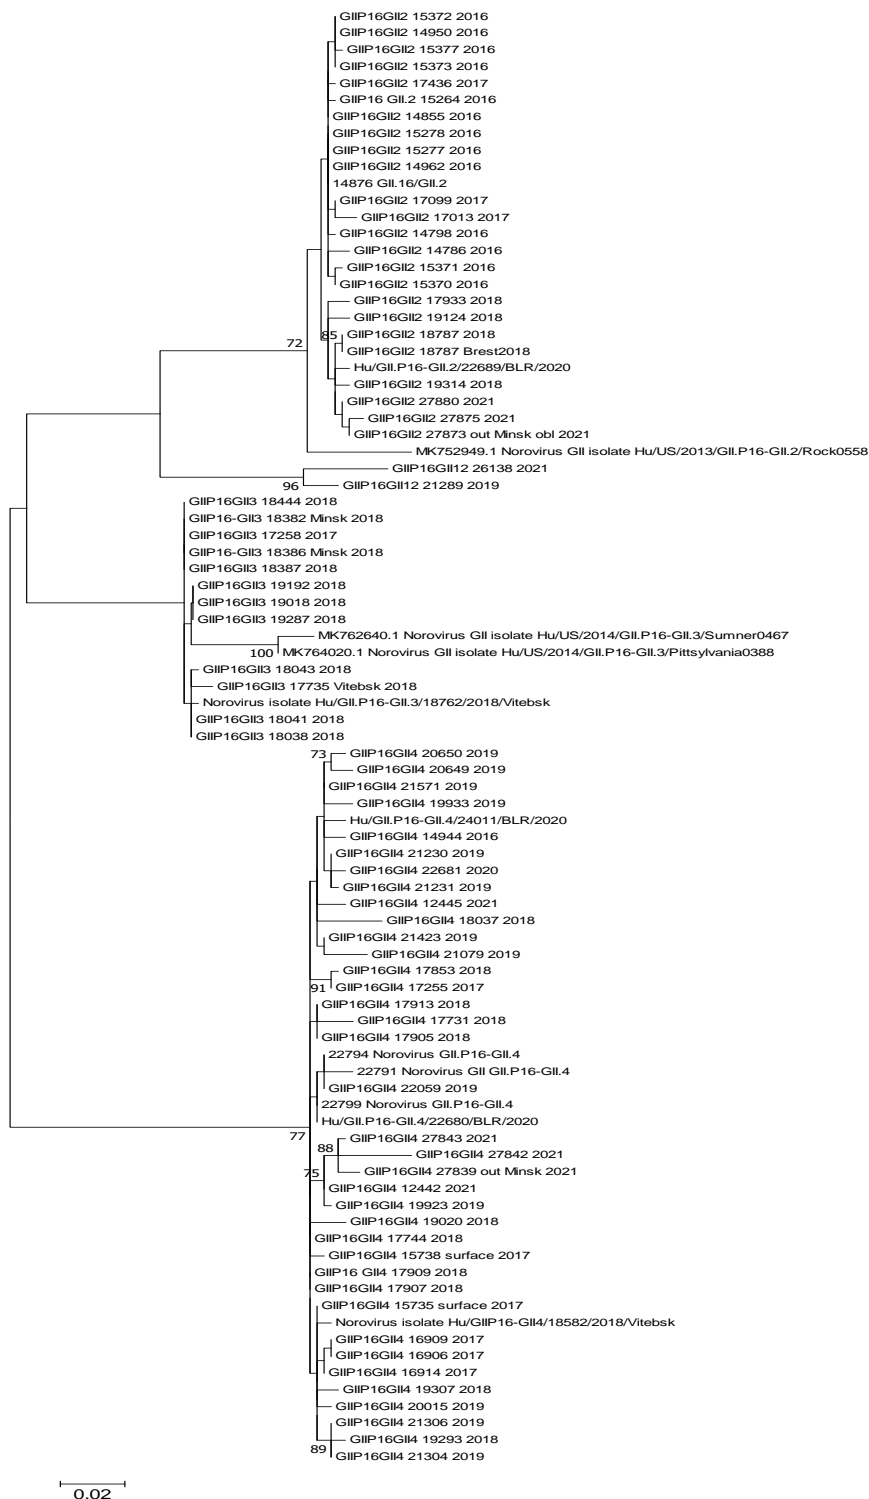 GIIP16GII2 15372 2016
GIIP16GII2 14950 2016
GIIP16GII2 15377 2016
GIIP16GII2 15373 2016
GIIP16GII2 17436 2017
GIIP16 GII.2 15264 2016
GIIP16GII2 14855 2016
GIIP16GII2 15278 2016
GIIP16GII2 15277 2016
GIIP16GII2 14962 2016
14876 GII.16/GII.2
GIIP16GII2 17099 2017
GIIP16GII2 17013 2017
GIIP16GII2 14798 2016
GIIP16GII2 14786 2016
GIIP16GII2 15371 2016
GIIP16GII2 15370 2016
GIIP16GII2 17933 2018
GIIP16GII2 19124 2018
85 GIIP16GII2 18787 2018
72 GIIP16GII2 18787 Brest2018
Hu/GII.P16-GII.2/22689/BLR/2020
GIIP16GII2 19314 2018
GIIP16GII2 27880 2021
GIIP16GII2 27875 2021
GIIP16GII2 27873 out Minsk obl 2021
MK752949.1 Norovirus GII isolate Hu/US/2013/GII.P16-GII.2/Rock0558
GIIP16GII12 26138 2021
96 GIIP16GII12 21289 2019
GIIP16GII3 18444 2018
GIIP16-GII3 18382 Minsk 2018
GIIP16GII3 17258 2017
GIIP16-GII3 18386 Minsk 2018
GIIP16GII3 18387 2018
GIIP16GII3 19192 2018
GIIP16GII3 19018 2018
GIIP16GII3 19287 2018
MK762640.1 Norovirus GII isolate Hu/US/2014/GII.P16-GII.3/Sumner0467
100 MK764020.1 Norovirus GII isolate Hu/US/2014/GII.P16-GII.3/Pittsylvania0388
GIIP16GII3 18043 2018
GIIP16GII3 17735 Vitebsk 2018
Norovirus isolate Hu/GII.P16-GII.3/18762/2018/Vitebsk
GIIP16GII3 18041 2018
GIIP16GII3 18038 2018
73 GIIP16GII4 20650 2019
GIIP16GII4 20649 2019
GIIP16GII4 21571 2019
GIIP16GII4 19933 2019
Hu/GII.P16-GII.4/24011/BLR/2020
GIIP16GII4 14944 2016
GIIP16GII4 21230 2019
GIIP16GII4 22681 2020
GIIP16GII4 21231 2019
GIIP16GII4 12445 2021
GIIP16GII4 18037 2018
GIIP16GII4 21423 2019
GIIP16GII4 21079 2019
GIIP16GII4 17853 2018
91 GIIP16GII4 17255 2017
GIIP16GII4 17913 2018
GIIP16GII4 17731 2018
GIIP16GII4 17905 2018
22794 Norovirus GII.P16-GII.4
22791 Norovirus GII GII.P16-GII.4
GIIP16GII4 22059 2019
22799 Norovirus GII.P16-GII.4
Hu/GII.P16-GII.4/22680/BLR/2020
77 GIIP16GII4 27843 2021
88 GIIP16GII4 27842 2021
75 GIIP16GII4 27839 out Minsk 2021
GIIP16GII4 12442 2021
GIIP16GII4 19923 2019
GIIP16GII4 19020 2018
GIIP16GII4 17744 2018
GIIP16GII4 15738 surface 2017
GIIP16 GII4 17909 2018
GIIP16GII4 17907 2018
GIIP16GII4 15735 surface 2017
Norovirus isolate Hu/GIIP16-GII4/18582/2018/Vitebsk
GIIP16GII4 16909 2017
GIIP16GII4 16906 2017
GIIP16GII4 16914 2017
GIIP16GII4 19307 2018
GIIP16GII4 20015 2019
GIIP16GII4 21306 2019
GIIP16GII4 19293 2018
89 GIIP16GII4 21304 2019
0.02